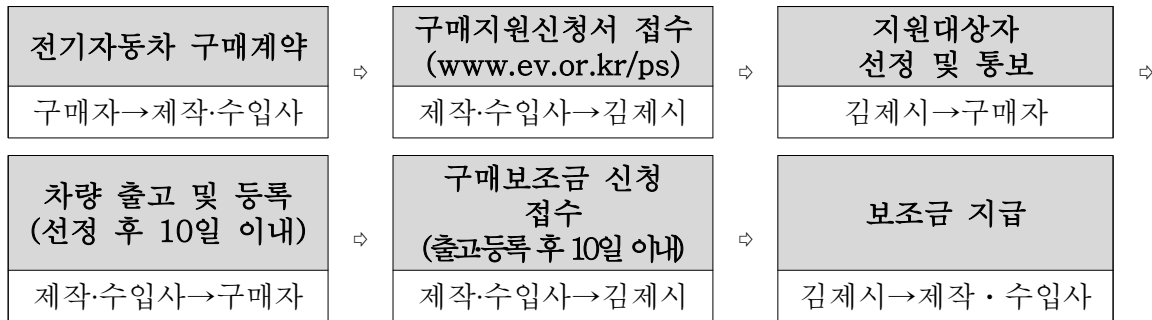 전기자동차 구매계약
구매자→제작·수입사
⇨
구매지원신청서 접수
(www.ev.or.kr/ps)
제작·수입사→김제시
⇨
지원대상자
선정 및 통보
김제시→구매자
⇨
차량 출고 및 등록
(선정 후 10일 이내)
제작·수입사→구매자
⇨
구매보조금 신청
접수
(출고·등록 후 10일 이내)
제작·수입사→김제시
⇨
보조금 지급
김제시→제작・수입사